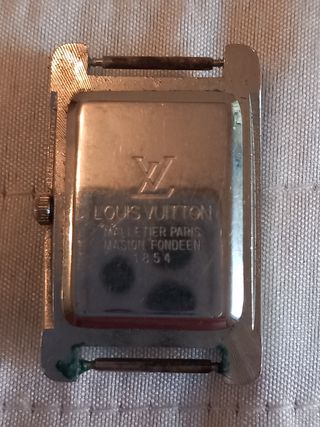 LV
LOUIS VUITTON
MALLETIER PARIS
MASION FONDEEN
1854